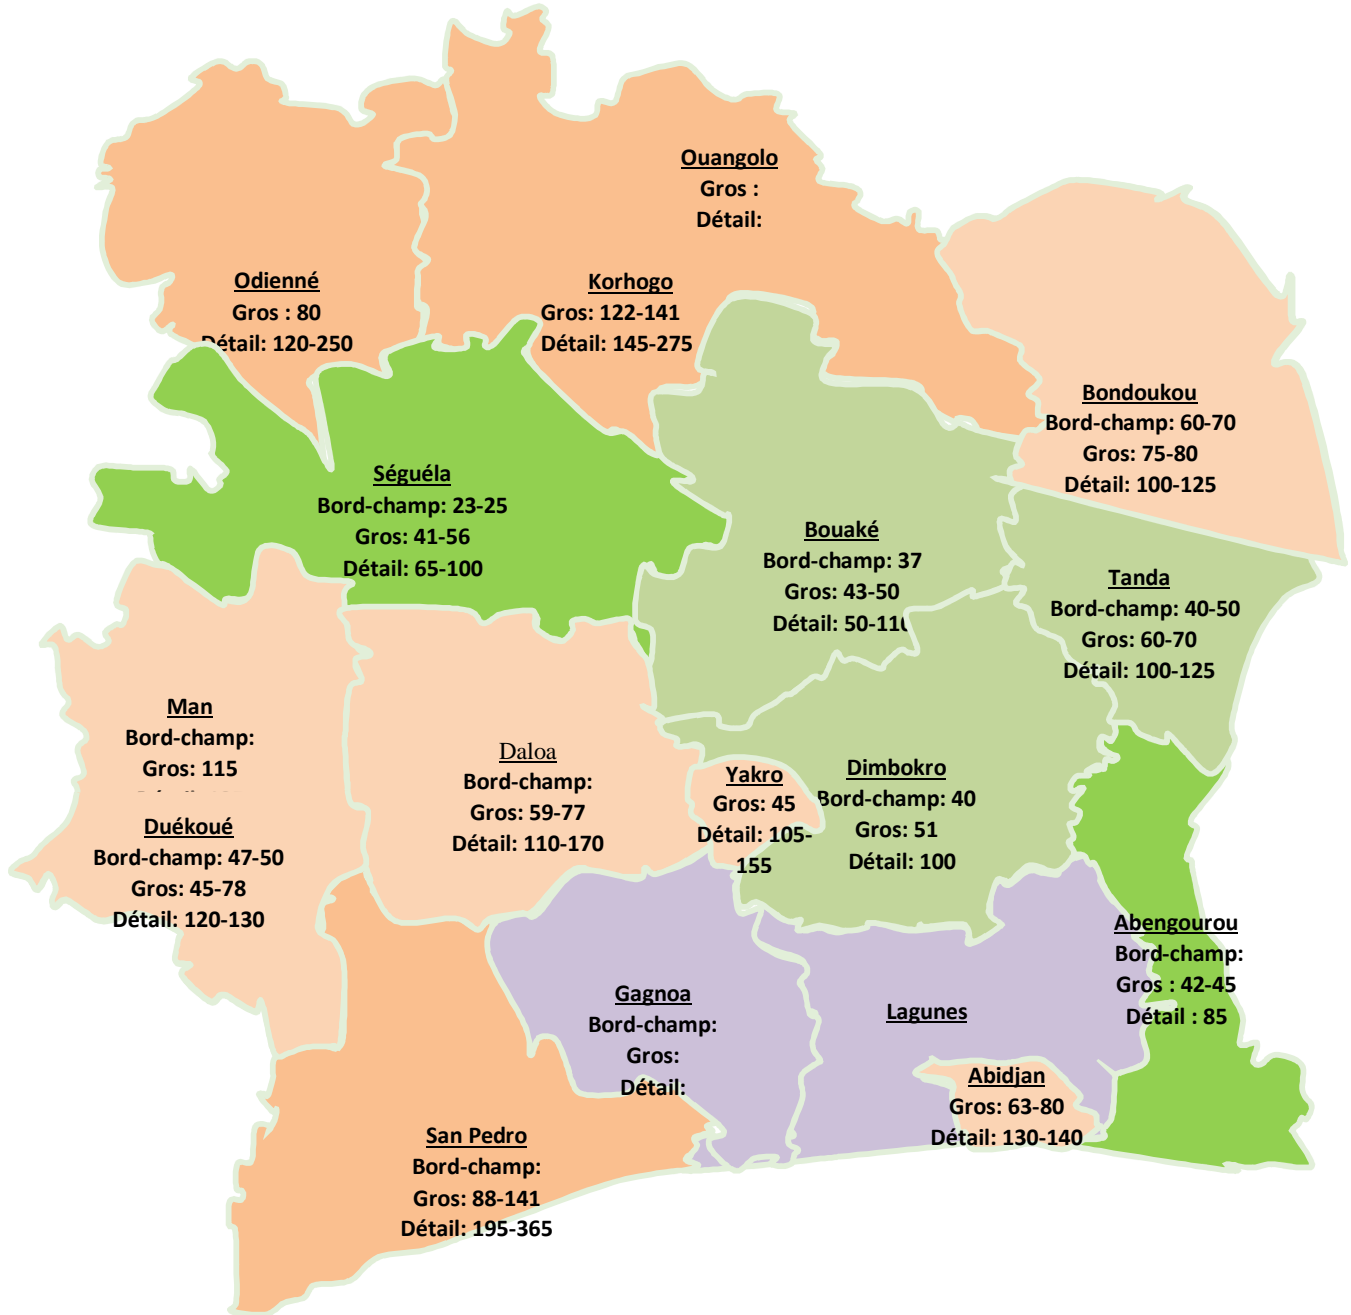 Ouangolo
Gros :
Détail:
Odienné
Gros : 80
Détail: 120-250
Korhogo
Gros: 122-141
Détail: 145-275
Bondoukou
Bord-champ: 60-70
Gros: 75-80
Détail: 100-125
Séguéla
Bord-champ: 23-25
Gros: 41-56
Détail: 65-100
Bouaké
Bord-champ: 37
Gros: 43-50
Détail: 50-110
Tanda
Bord-champ: 40-50
Gros: 60-70
Détail: 100-125
Man
Bord-champ:
Gros: 115
Duékoué
Bord-champ: 47-50
Gros: 45-78
Détail: 120-130
Daloa
Bord-champ:
Gros: 59-77
Détail: 110-170
Yakro
Gros: 45
Détail: 105-
155
Dimbokro
Bord-champ: 40
Gros: 51
Détail: 100
Abengourou
Bord-champ:
Gros : 42-45
Détail : 85
Gagnoa
Bord-champ:
Gros:
Détail:
Lagunes
Abidjan
Gros: 63-80
Détail: 130-140
San Pedro
Bord-champ:
Gros: 88-141
Détail: 195-365